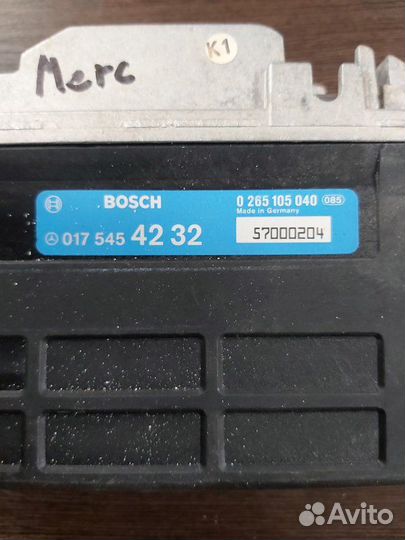 Merc
K1
BOSCH
0 265 105 040 085
Made in Germany
017 545 42 32
57000204
Avito